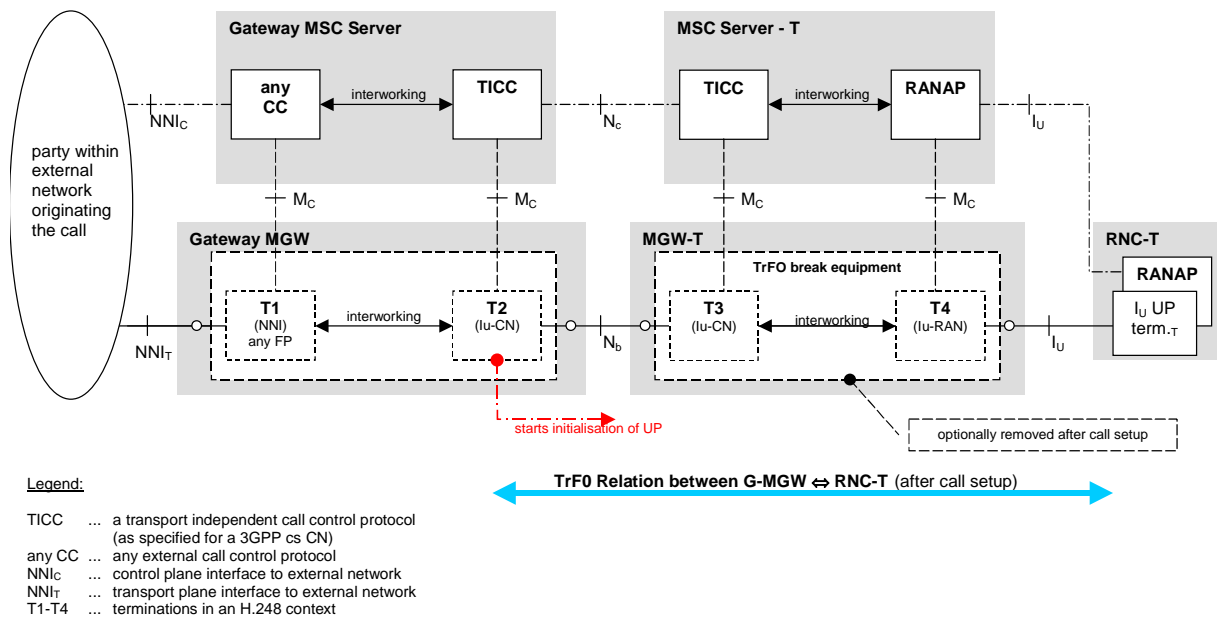 Gateway MSC Server
MSC Server - T
any
CC
interworking
TICC
TICC
interworking
RANAP
NNIC
NC
IU
party within
external
network
originating
the call
MC
MC
MC
MC
Gateway MGW
MGW-T
RNC-T
TrFO break equipment
RANAP
T1
(NNI)
any FP
interworking
T2
(Iu-CN)
T3
(Iu-CN)
interworking
T4
(Iu-RAN)
IU UP
term.T
NNIT
Nb
IU
starts initialisation of UP
optionally removed after call setup
TrF0 Relation between G-MGW ⇔ RNC-T (after call setup)
Legend:
TICC ... a transport independent call control protocol
(as specified for a 3GPP cs CN)
any CC ... any external call control protocol
NNIC ... control plane interface to external network
NNIT ... transport plane interface to external network
T1-T4 ... terminations in an H.248 context